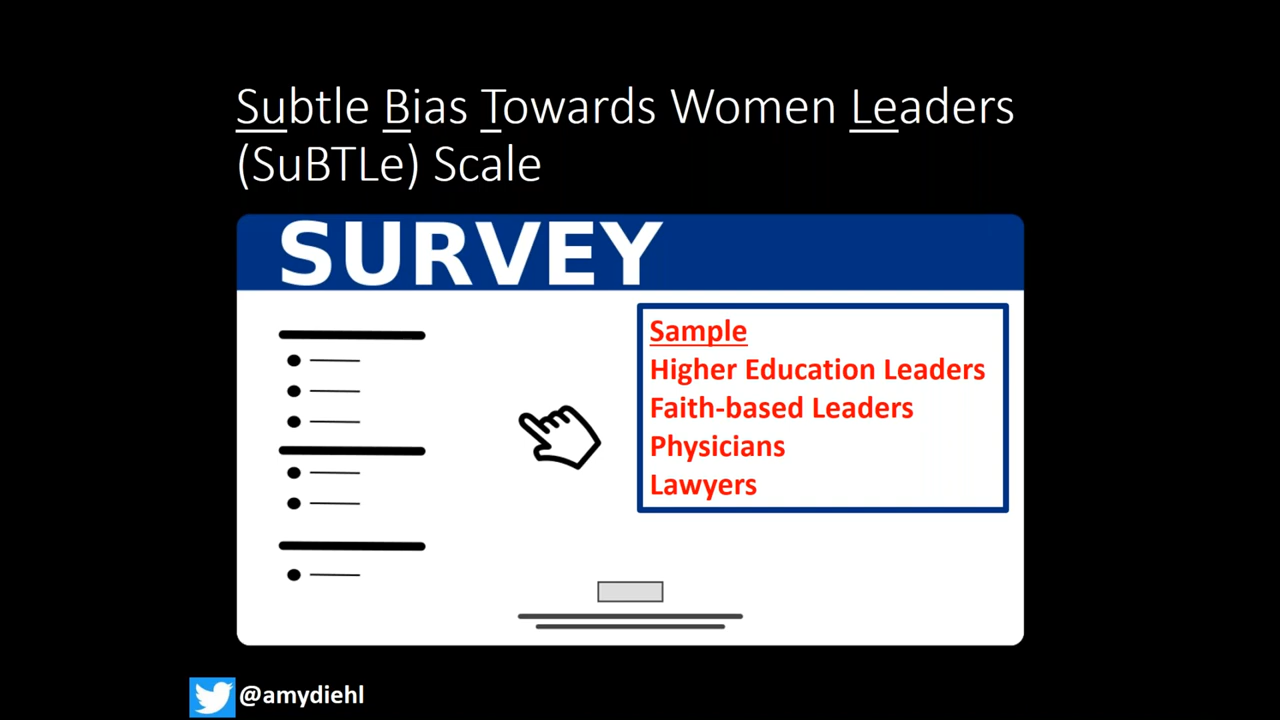 Subtle Bias Towards Women Leaders
(SuBTLe) Scale
SURVEY
Sample
Higher Education Leaders
Faith-based Leaders
Physicians
Lawyers
@amydiehl